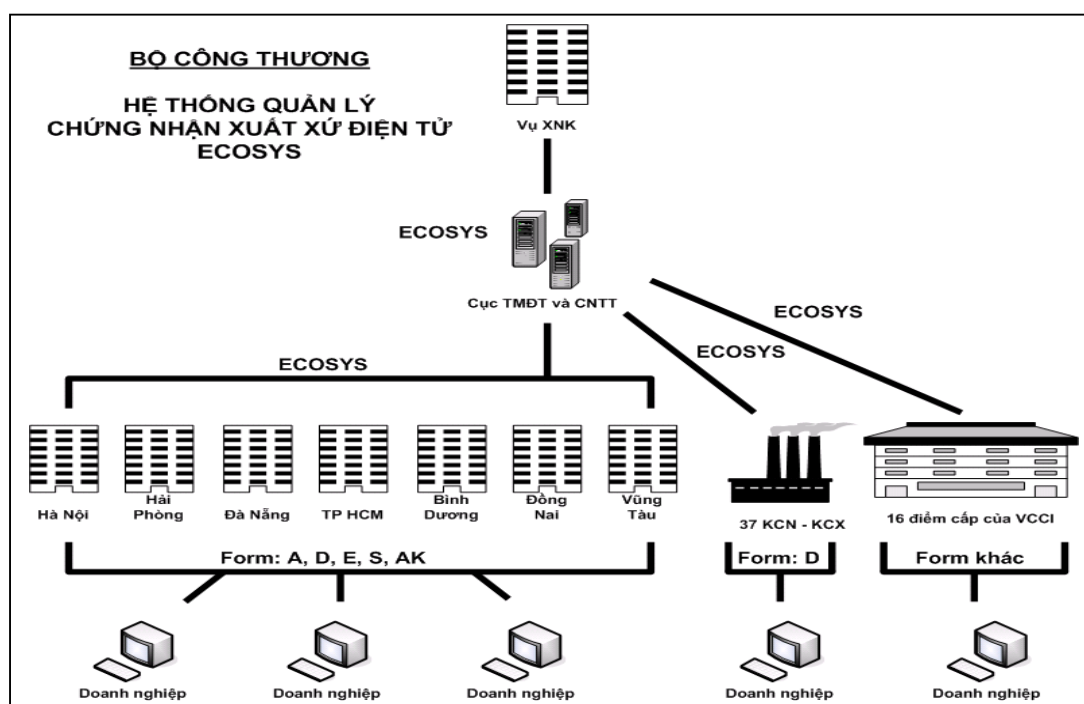 BỘ CÔNG THƯƠNG
HỆ THỐNG QUẢN LÝ
CHỨNG NHẬN XUẤT XỨ ĐIỆN TỬ
ECOSYS
Vụ XNK
ECOSYS
Cục TMĐT và CNTT
ECOSYS
ECOSYS
ECOSYS
Hà Nội
Hải
Phòng
Đà Nẵng
TP HCM
Bình
Dương
Đồng
Nai
Vũng
Tàu
37 KCN - KCX
16 điểm cấp của VCCI
Form: A, D, E, S, AK
Form: D
Form khác
Doanh nghiệp
Doanh nghiệp
Doanh nghiệp
Doanh nghiệp
Doanh nghiệp